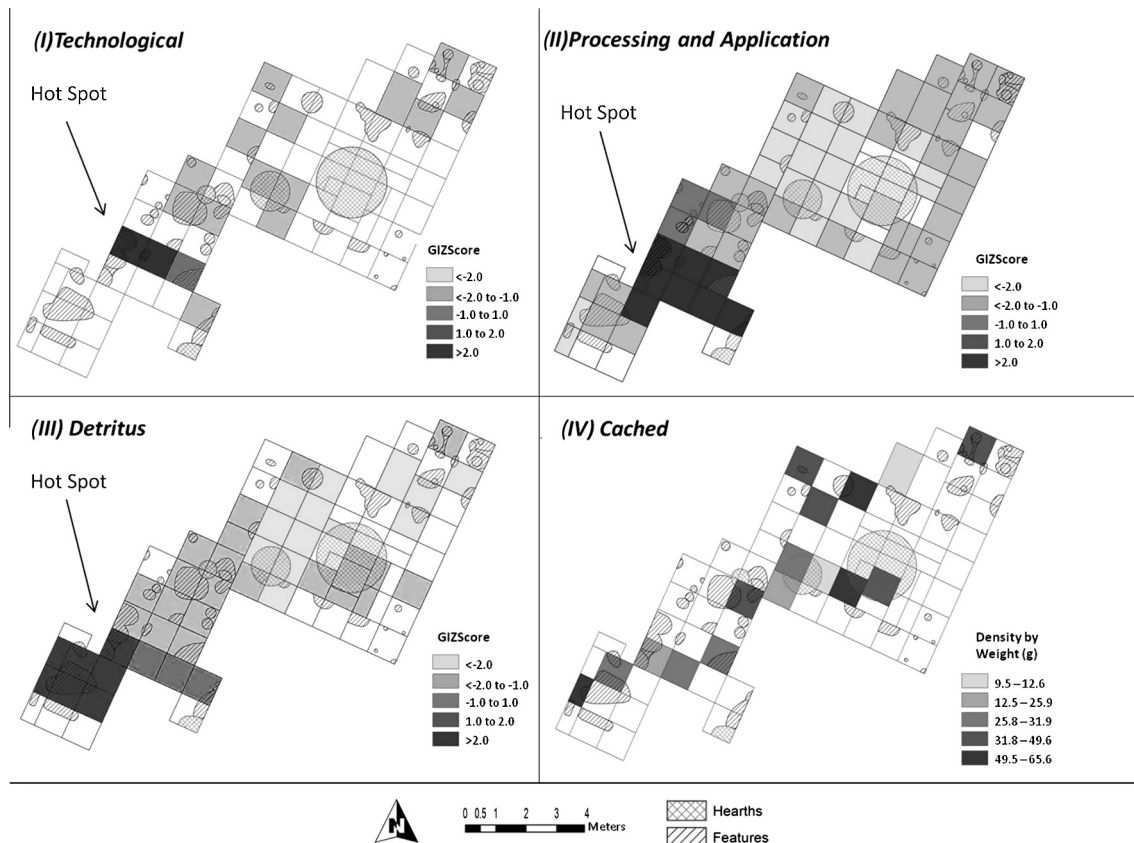 (I)Technological
Hot Spot
GIZScore
<-2.0
<-2.0 to -1.0
-1.0 to 1.0
1.0 to 2.0
>2.0
(II)Processing and Application
Hot Spot
GIZScore
<-2.0
<-2.0 to -1.0
-1.0 to 1.0
1.0 to 2.0
>2.0
(III) Detritus
Hot Spot
GIZScore
<-2.0
<-2.0 to -1.0
-1.0 to 1.0
1.0 to 2.0
>2.0
(IV) Cached
Density by
Weight (g)
9.5–12.6
12.5–25.9
25.8–31.9
31.8–49.6
49.5–65.6
N
0 0.5 1 2 3 4
Meters
Hearths
Features